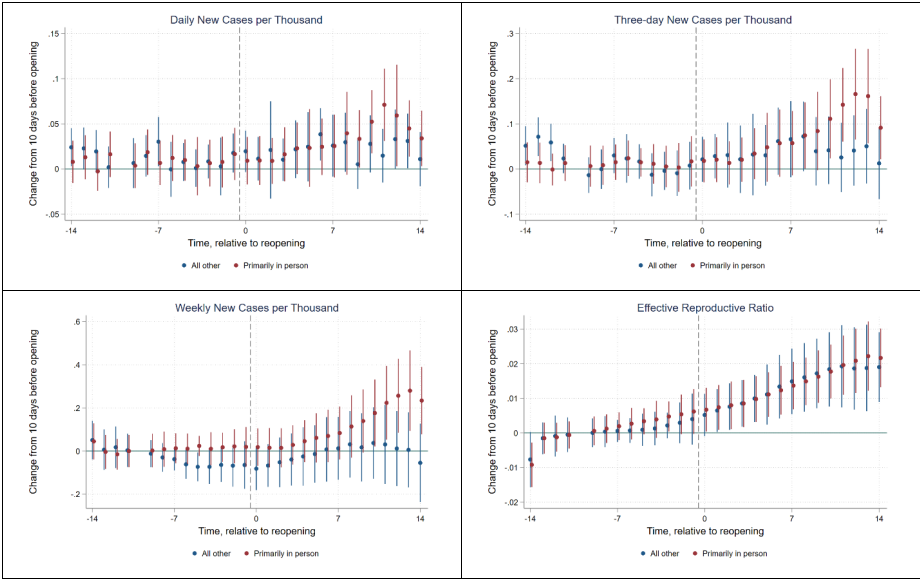 Daily New Cases per Thousand
Change from 10 days before opening
.15
.1
.05
0
-.05
-14
-7
0
7
14
Time, relative to reopening
All other
Primarily in person
Three-day New Cases per Thousand
Change from 10 days before opening
.3
.2
.1
0
-.1
-14
-7
0
7
14
Time, relative to reopening
All other
Primarily in person
Weekly New Cases per Thousand
Change from 10 days before opening
.6
.4
.2
0
-.2
-14
-7
0
7
14
Time, relative to reopening
All other
Primarily in person
Effective Reproductive Ratio
Change from 10 days before opening
.03
.02
.01
0
-.01
-.02
-14
-7
0
7
14
Time, relative to reopening
All other
Primarily in person